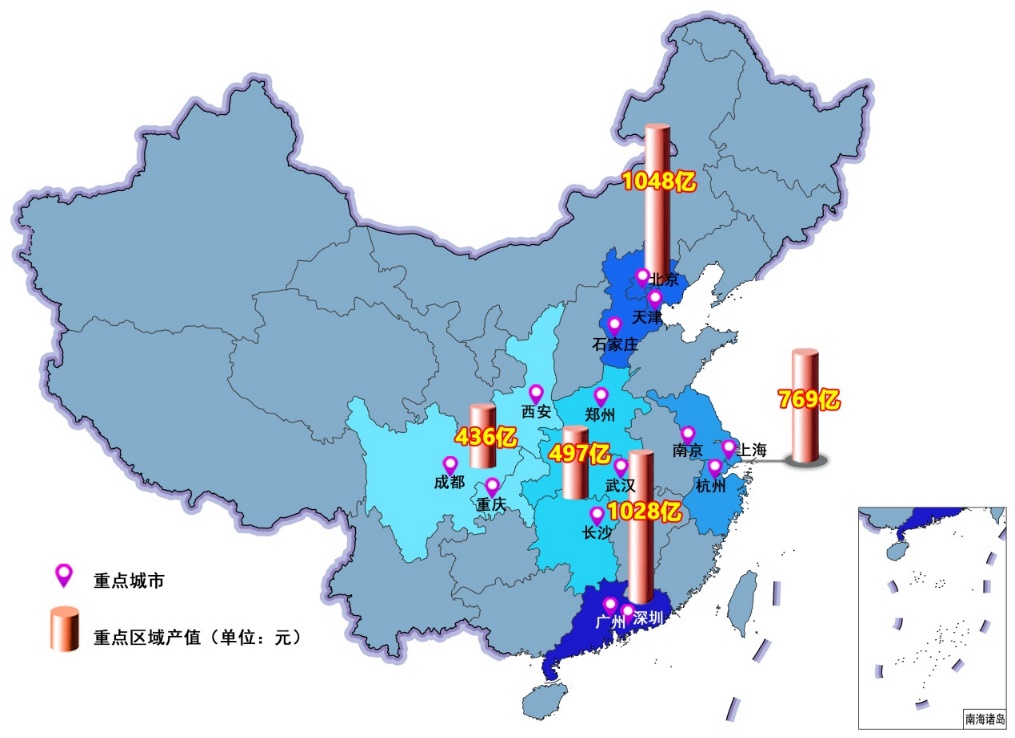 1048亿
北京
天津
石家庄
769亿
西安
郑州
436亿
497亿
南京
上海
成都
重庆
武汉
杭州
1028亿
长沙
重点城市
广州
深圳
重点区域产值（单位：元）
南海诸岛